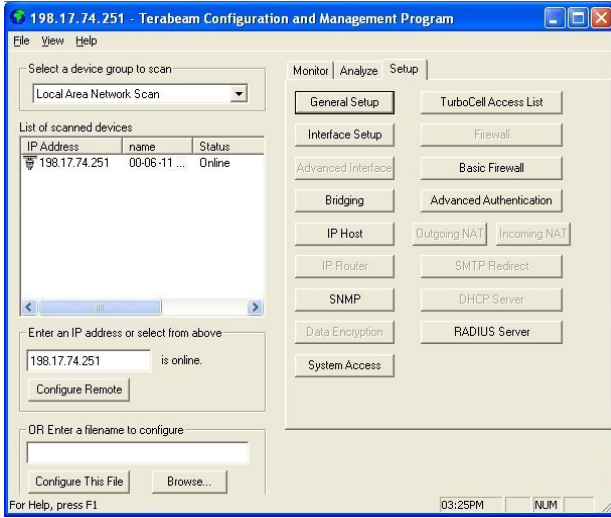 198.17.74.251 - Terabeam Configuration and Management Program
File View Help
Select a device group to scan
Local Area Network Scan
List of scanned devices
IP Address name Status
198.17.74.251 00-06-11 ... Online
Enter an IP address or select from above
198.17.74.251 is online.
Configure Remote
OR Enter a filename to configure
Configure This File Browse...
Monitor Analyze Setup
General Setup TurboCell Access List
Interface Setup Firewall
Advanced Interface Basic Firewall
Bridging Advanced Authentication
IP Host Outgoing NAT Incoming NAT
IP Router SMTP Redirect
SNMP DHCP Server
Data Encryption RADIUS Server
System Access
For Help, press F1 03:25PM NUM